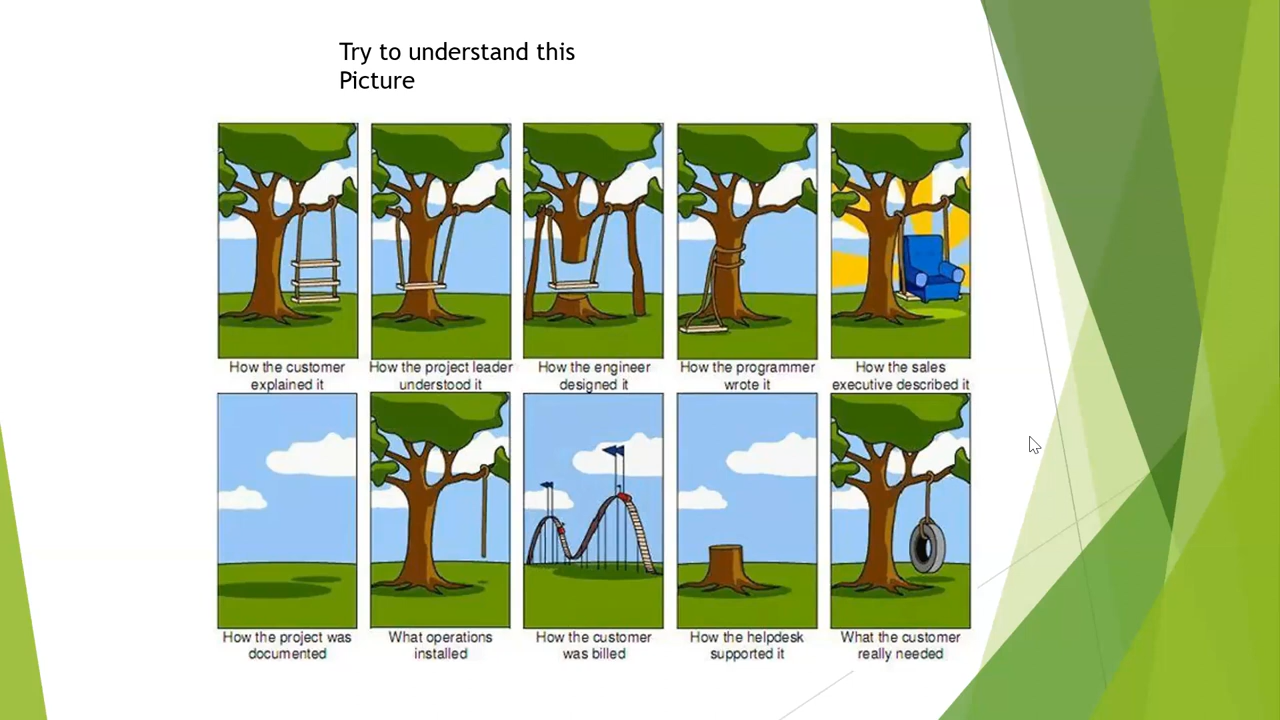 Try to understand this
Picture
How the customer
explained it
How the project leader
understood it
How the engineer
designed it
How the programmer
wrote it
How the sales
executive described it
How the project was
documented
What operations
installed
How the customer
was billed
How the helpdesk
supported it
What the customer
really needed